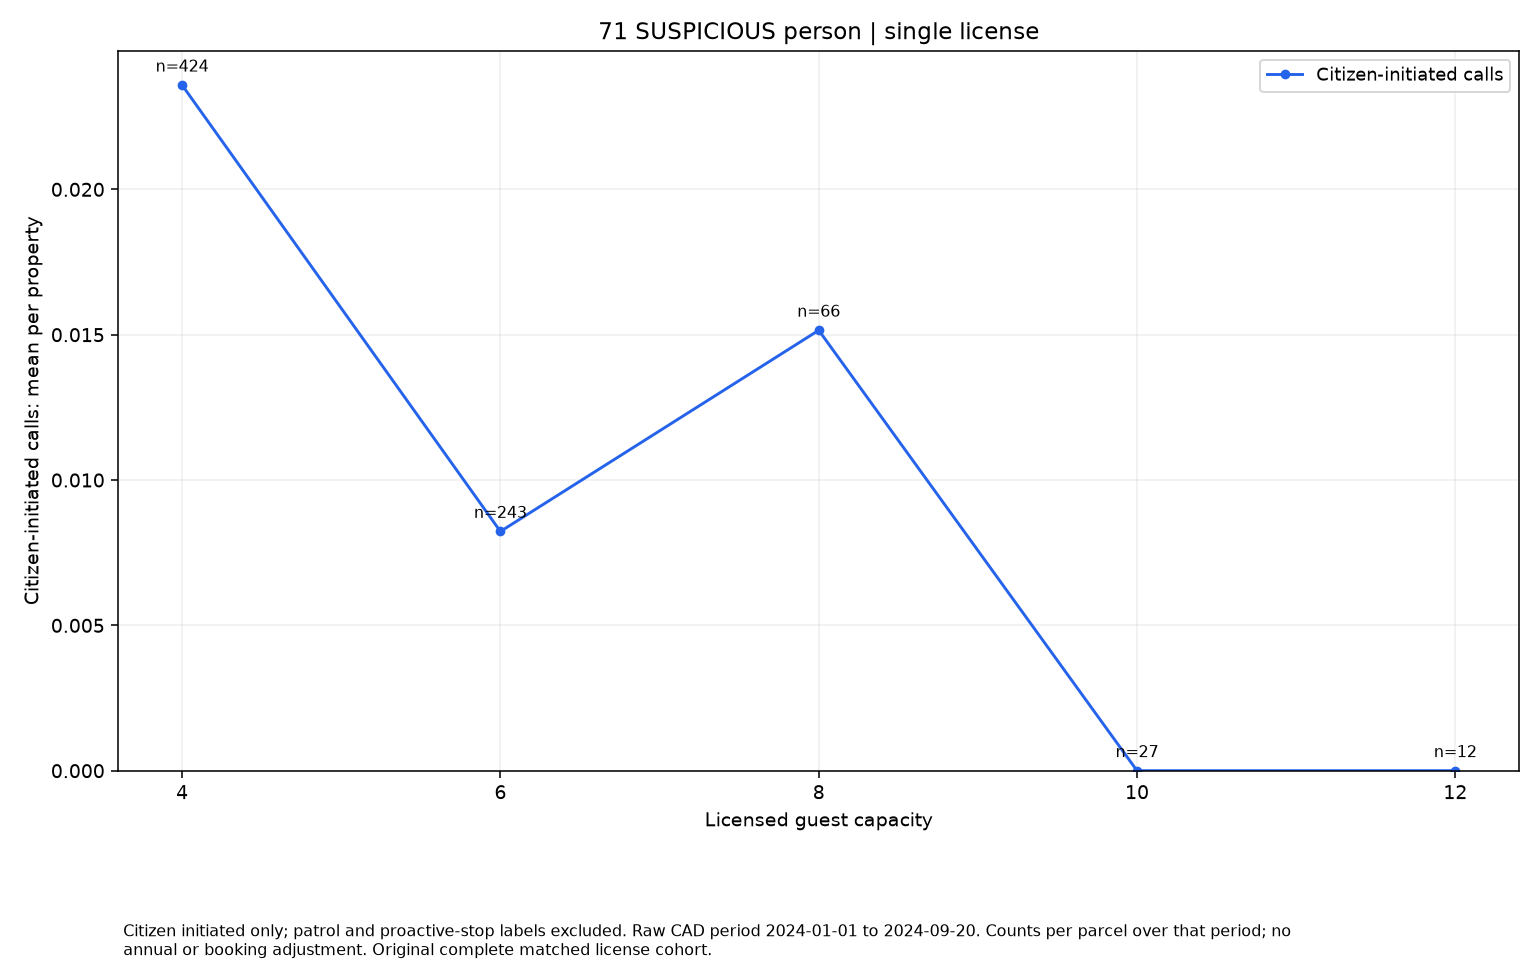 71 SUSPICIOUS person | single license
Citizen-initiated calls
n=424
n=243
n=66
n=27
n=12
Citizen-initiated calls: mean per property
0.020
0.015
0.010
0.005
0.000
4
6
8
10
12
Licensed guest capacity
Citizen initiated only; patrol and proactive-stop labels excluded. Raw CAD period 2024-01-01 to 2024-09-20. Counts per parcel over that period; no
annual or booking adjustment. Original complete matched license cohort.